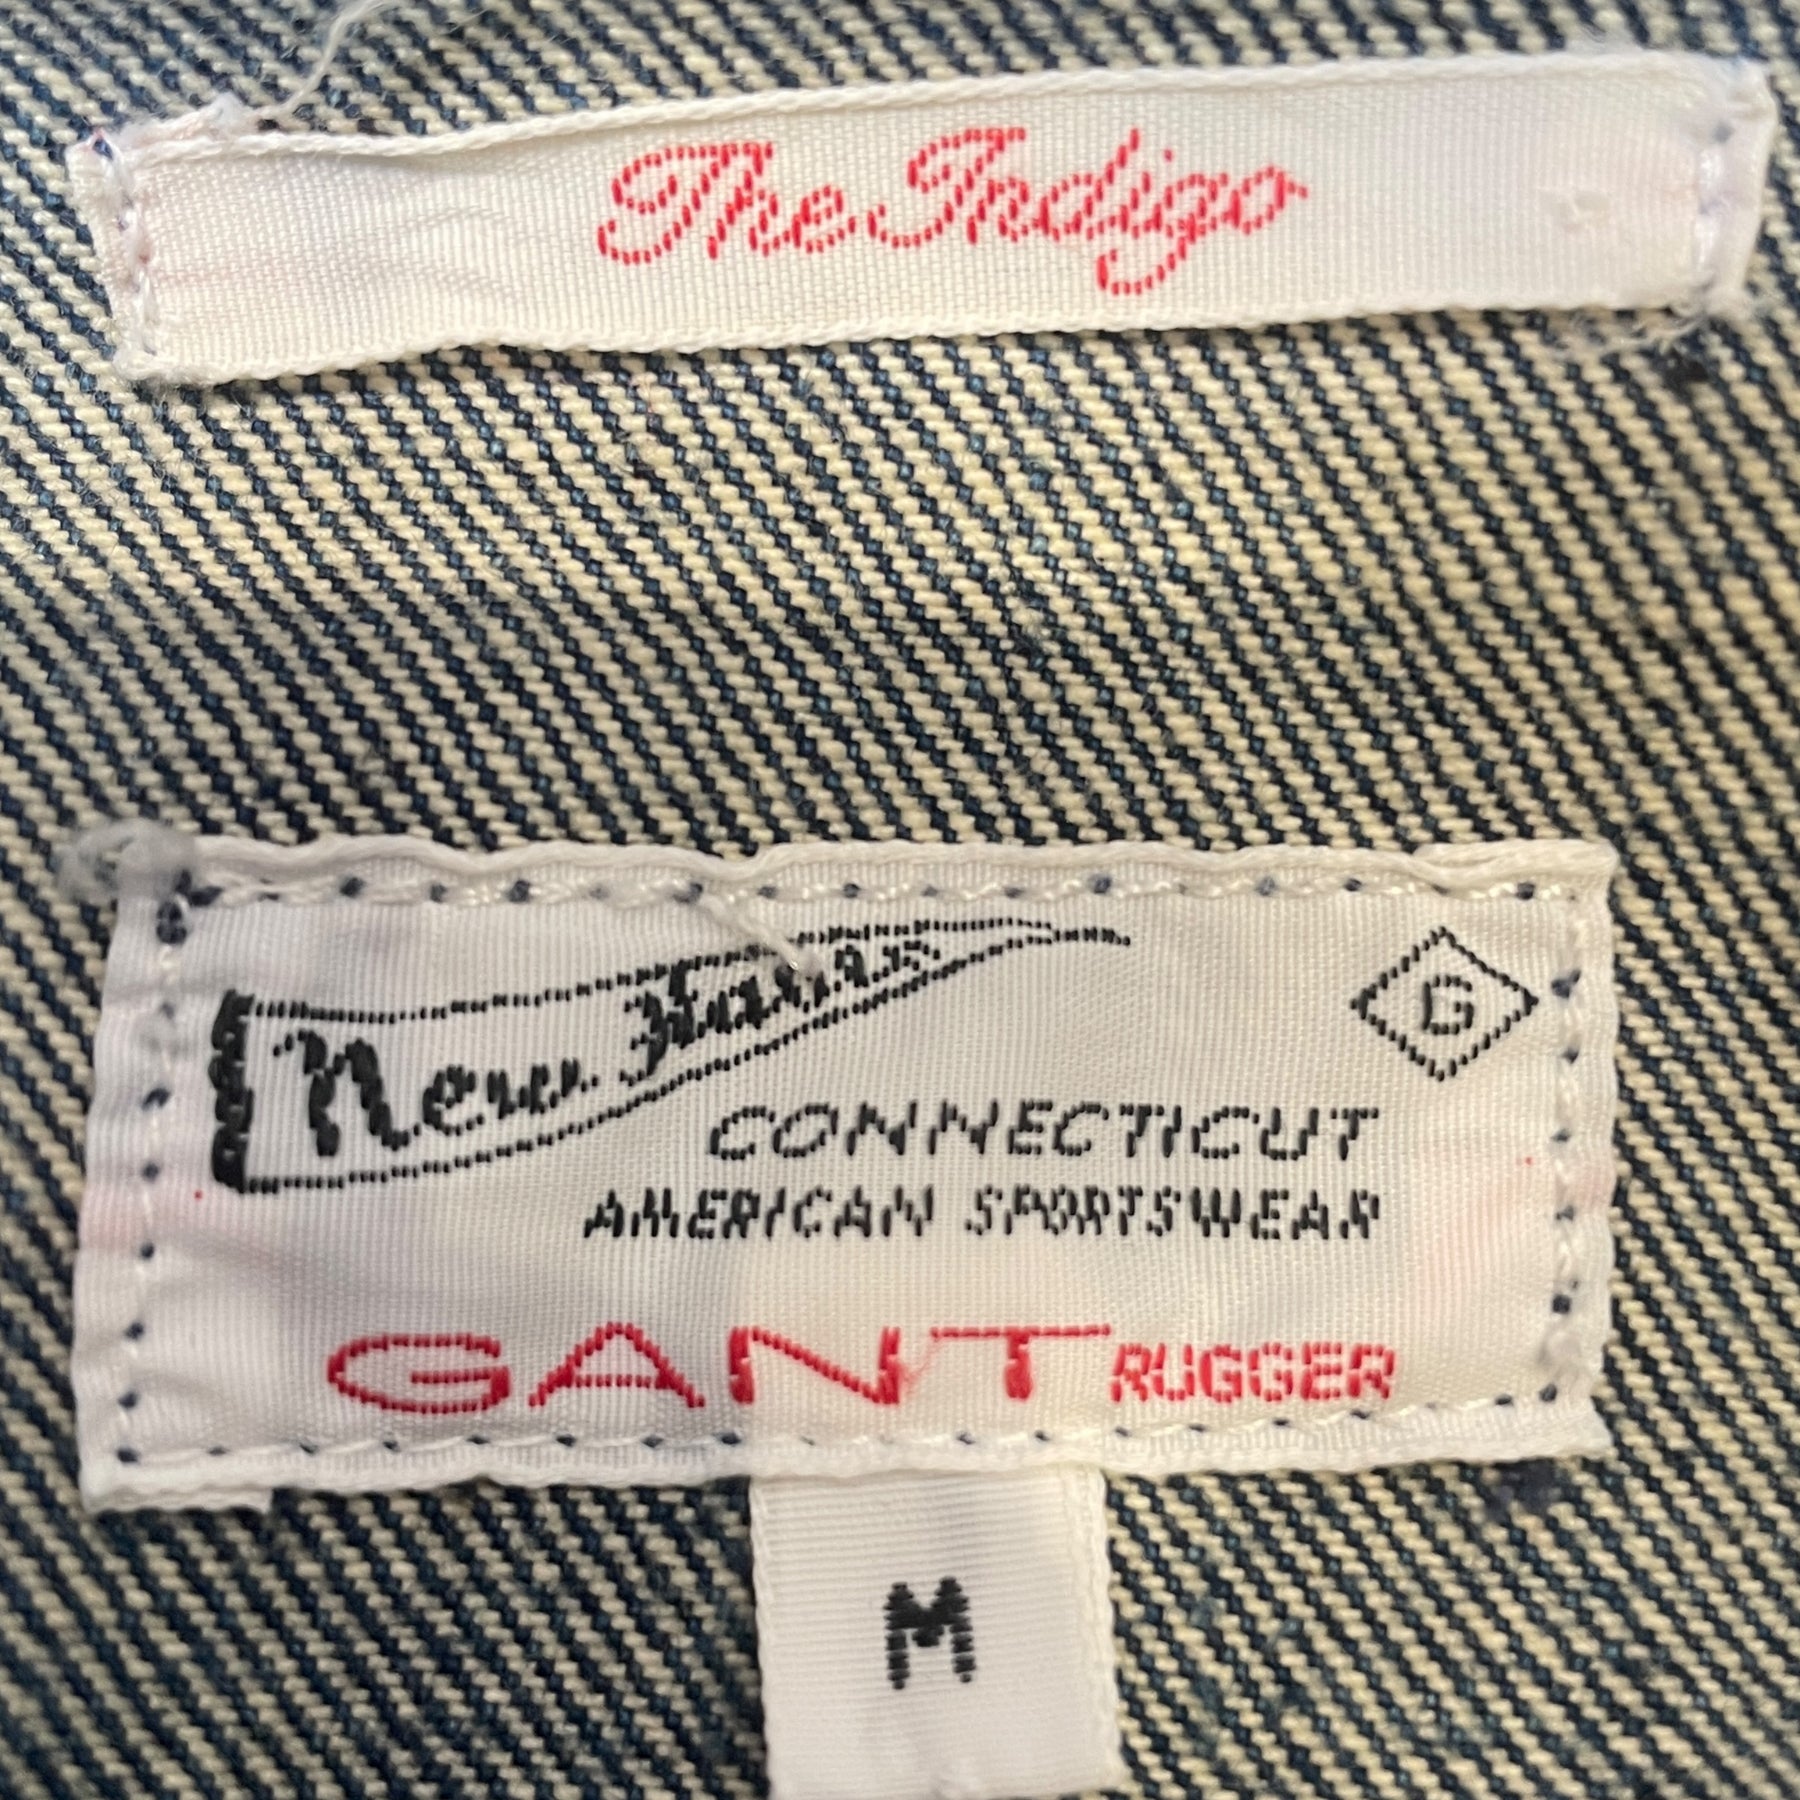 The Indigo
New Haven
G
CONNECTICUT
AMERICAN SPORTSWEAR
GANT RUGGER
M